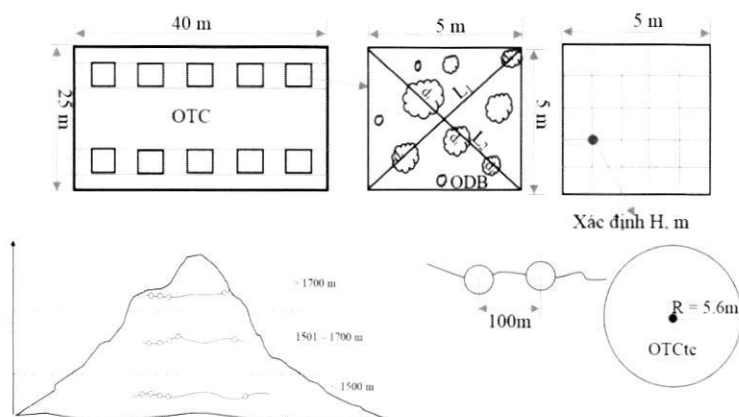 40 m
25 m
OTC
5 m
L1
L2
ODB
5 m
5 m
Xác định H, m
> 1700 m
1501 – 1700 m
1500 m
100m
R = 5.6m
OTCtc